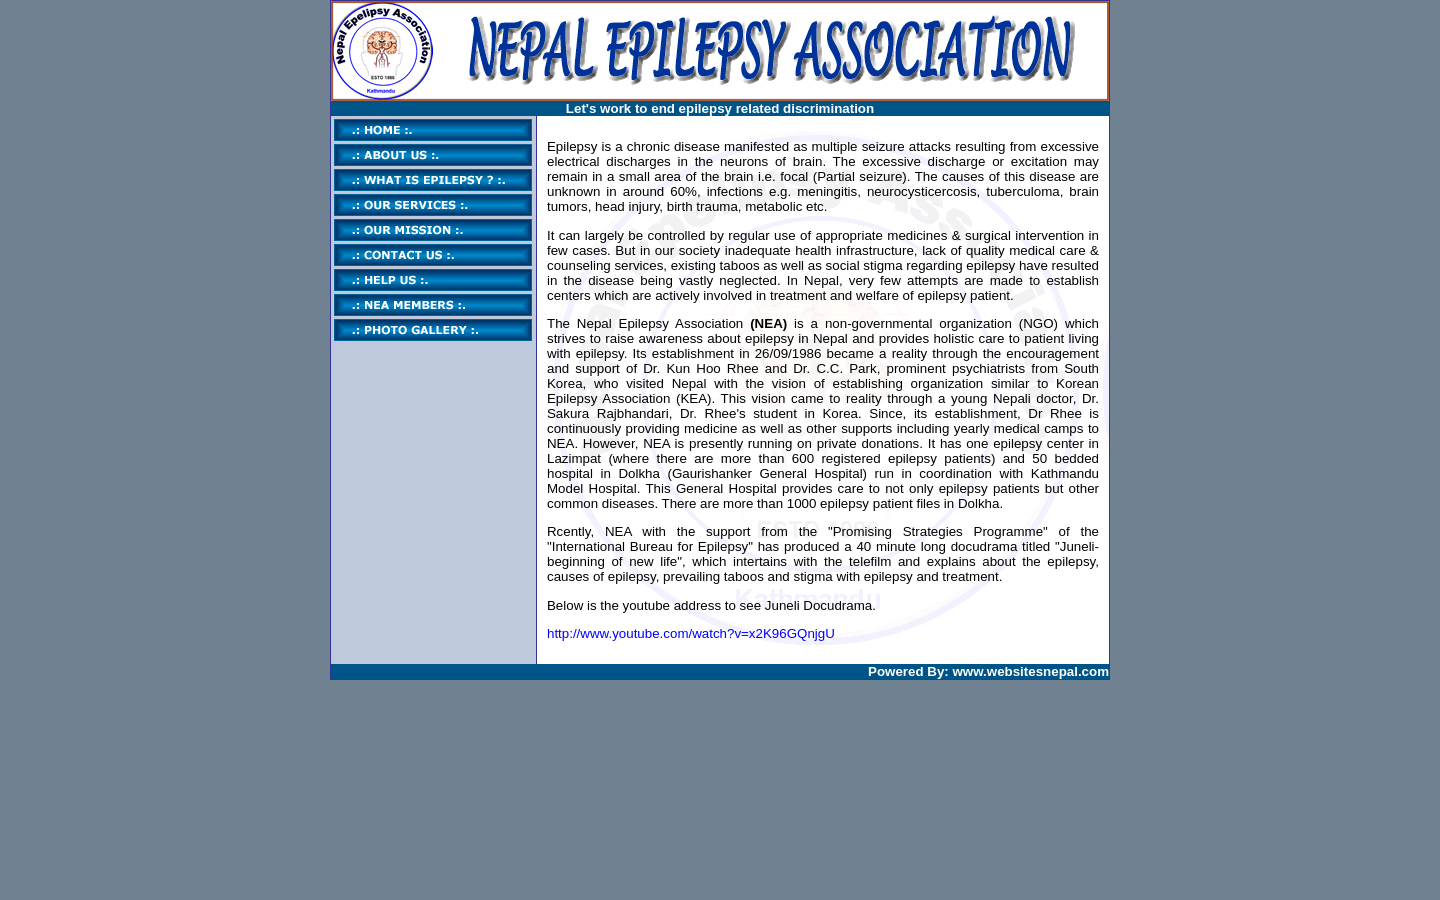 Nepal Epelipsy Association
ESTD 1986
Kathmandu
NEPAL EPILEPSY ASSOCIATION
Let's work to end epilepsy related discrimination
.: HOME :.
.: ABOUT US :.
.: WHAT IS EPILEPSY ? :.
.: OUR SERVICES :.
.: OUR MISSION :.
.: CONTACT US :.
.: HELP US :.
.: NEA MEMBERS :.
.: PHOTO GALLERY :.
Epilepsy is a chronic disease manifested as multiple seizure attacks resulting from excessive
electrical discharges in the neurons of brain. The excessive discharge or excitation may
remain in a small area of the brain i.e. focal (Partial seizure). The causes of this disease are
unknown in around 60%, infections e.g. meningitis, neurocysticercosis, tuberculoma, brain
tumors, head injury, birth trauma, metabolic etc.
It can largely be controlled by regular use of appropriate medicines & surgical intervention in
few cases. But in our society inadequate health infrastructure, lack of quality medical care &
counseling services, existing taboos as well as social stigma regarding epilepsy have resulted
in the disease being vastly neglected. In Nepal, very few attempts are made to establish
centers which are actively involved in treatment and welfare of epilepsy patient.
The Nepal Epilepsy Association (NEA) is a non-governmental organization (NGO) which
strives to raise awareness about epilepsy in Nepal and provides holistic care to patient living
with epilepsy. Its establishment in 26/09/1986 became a reality through the encouragement
and support of Dr. Kun Hoo Rhee and Dr. C.C. Park, prominent psychiatrists from South
Korea, who visited Nepal with the vision of establishing organization similar to Korean
Epilepsy Association (KEA). This vision came to reality through a young Nepali doctor, Dr.
Sakura Rajbhandari, Dr. Rhee's student in Korea. Since, its establishment, Dr Rhee is
continuously providing medicine as well as other supports including yearly medical camps to
NEA. However, NEA is presently running on private donations. It has one epilepsy center in
Lazimpat (where there are more than 600 registered epilepsy patients) and 50 bedded
hospital in Dolkha (Gaurishanker General Hospital) run in coordination with Kathmandu
Model Hospital. This General Hospital provides care to not only epilepsy patients but other
common diseases. There are more than 1000 epilepsy patient files in Dolkha.
Rcently, NEA with the support from the "Promising Strategies Programme" of the
"International Bureau for Epilepsy" has produced a 40 minute long docudrama titled "Juneli-
beginning of new life", which intertains with the telefilm and explains about the epilepsy,
causes of epilepsy, prevailing taboos and stigma with epilepsy and treatment.
Below is the youtube address to see Juneli Docudrama.
http://www.youtube.com/watch?v=x2K96GQnjgU
Powered By: www.websitesnepal.com